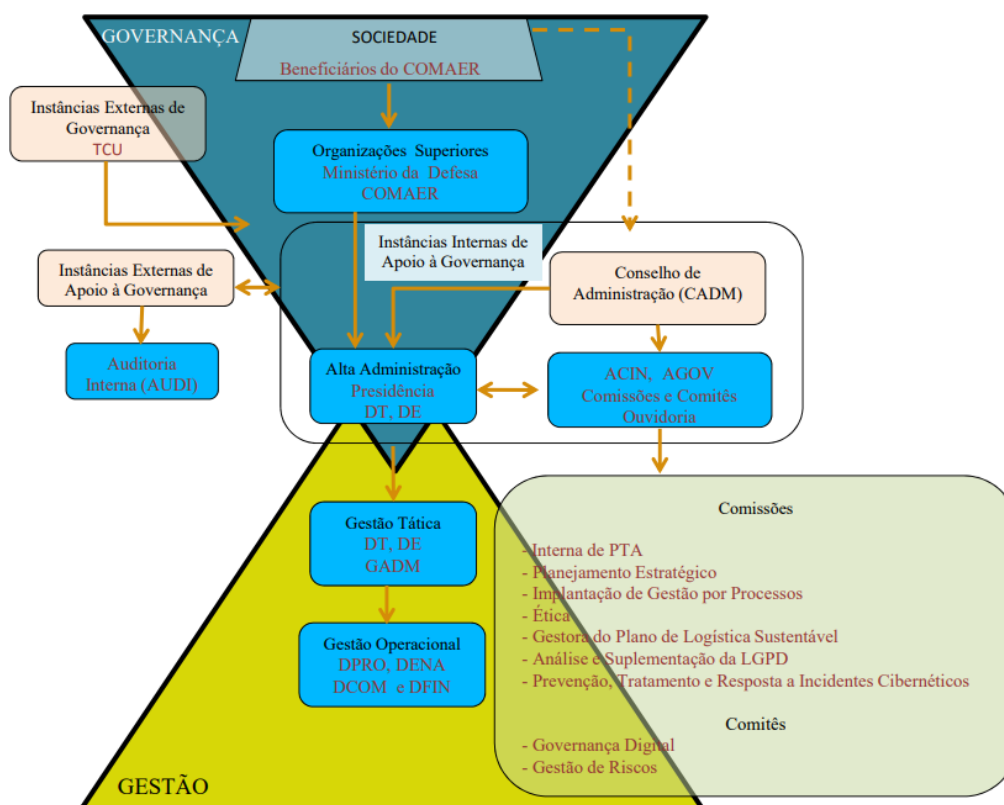 GOVERNANÇA
SOCIEDADE
Beneficiários do COMAER
Instâncias Externas de
Governança
TCU
Organizações Superiores
Ministério da Defesa
COMAER
Instâncias Internas de
Apoio à Governança
Instâncias Externas de
Apoio à Governança
Conselho de
Administração (CADM)
Auditoria
Interna (AUDI)
Alta Administração
Presidência
DT, DE
ACIN, AGOV
Comissões e Comitês
Ouvidoria
Gestão Tática
DT, DE
GADM
Gestão Operacional
DPRO, DENA
DCOM e DFIN
Comissões
- Interna de PTA
- Planejamento Estratégico
- Implantação de Gestão por Processos
- Ética
- Gestora do Plano de Logística Sustentável
- Análise e Suplementação da LGPD
- Prevenção, Tratamento e Resposta a Incidentes Cibernéticos
Comitês
- Governança Digital
- Gestão de Riscos
GESTÃO